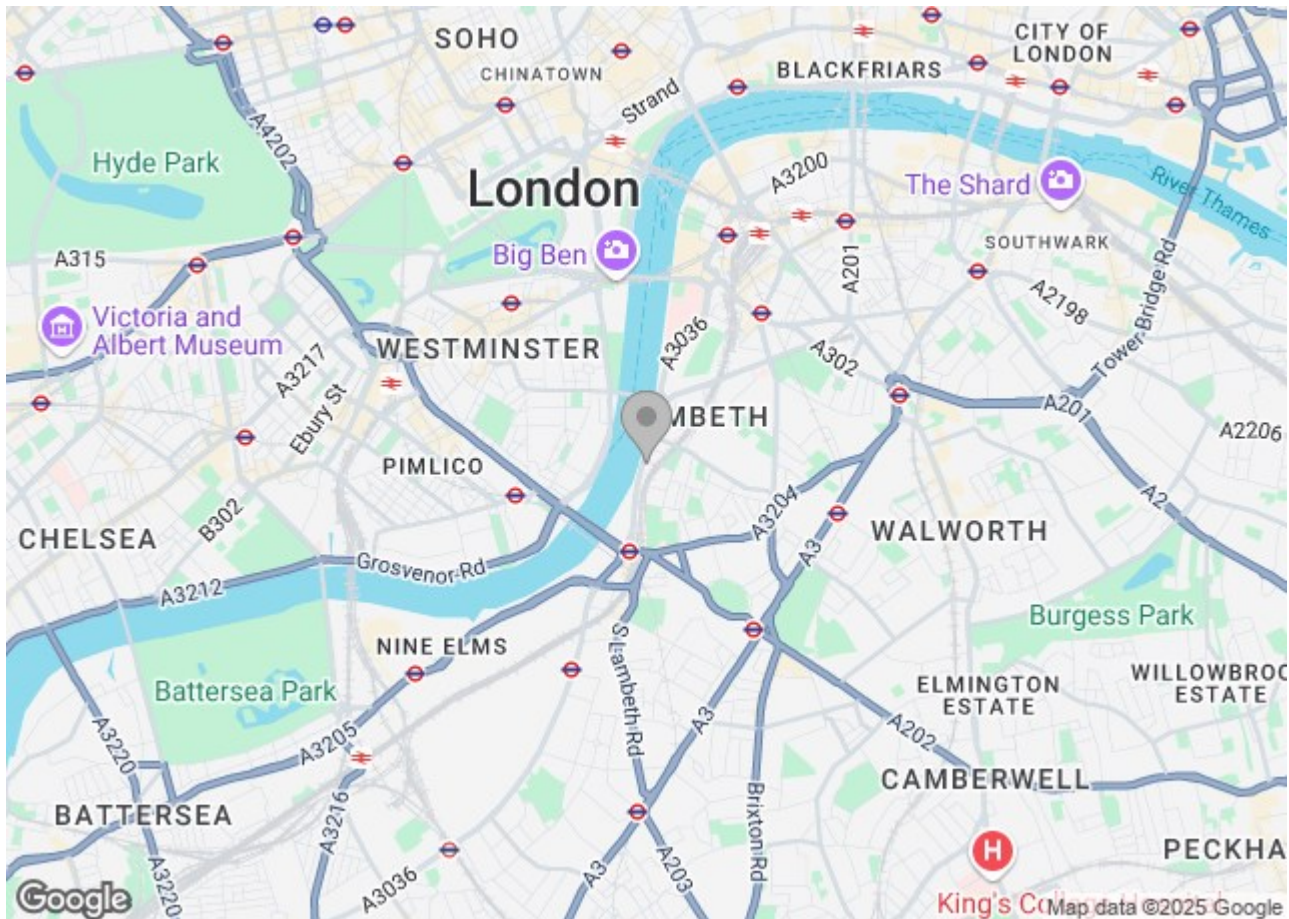 SOHO
CITY OF
LONDON
CHINATOWN
BLACKFRIARS
Strand
A4202
Hyde Park
A3200
London
The Shard
River Thames
Big Ben
SOUTHWARK
A315
A201
A2198
Tower Bridge Rd
Victoria and
Albert Museum
WESTMINSTER
A3036
A302
A3217
Ebury St
MBETH
A201
A2206
PIMLICO
A2
B302
A3204
CHELSEA
WALWORTH
A3
Grosvenor Rd
A3212
Burgess Park
NINE ELMS
S Lambeth Rd
WILLOWBROO
ESTATE
Battersea Park
ELMINGTON
ESTATE
A3220
A3205
A3
A202
CAMBERWELL
BATTERSEA
A3216
Brixton Rd
H
PECKHA
A3220
A3036
A3
A203
Google
King's Co
Map data ©2025 Google